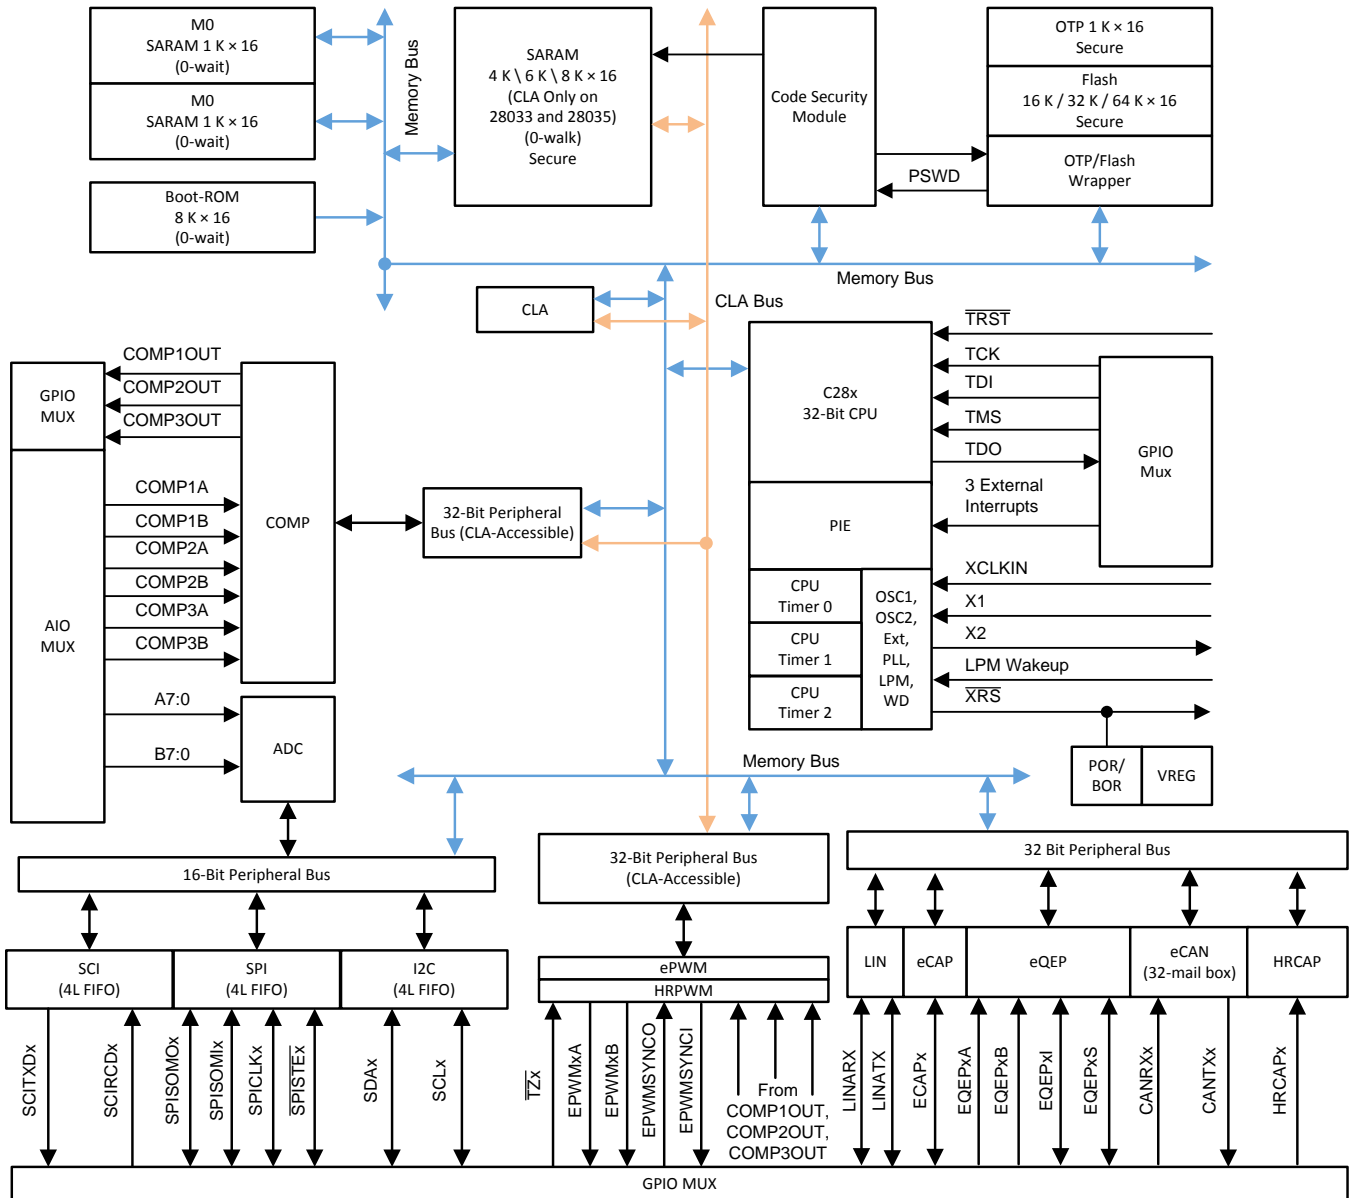 M0
SARAM 1 K × 16
(0-wait)
M0
SARAM 1 K × 16
(0-wait)
Boot-ROM
8 K × 16
(0-wait)
Memory Bus
SARAM
4 K \ 6 K \ 8 K × 16
(CLA Only on
28033 and 28035)
(0-walk)
Secure
Code Security
Module
OTP 1 K × 16
Secure
Flash
16 K / 32 K / 64 K × 16
Secure
OTP/Flash
Wrapper
PSWD
Memory Bus
CLA
CLA Bus
C28x
32-Bit CPU
PIE
CPU
Timer 0
CPU
Timer 1
CPU
Timer 2
OSC1,
OSC2,
Ext,
PLL,
LPM,
WD
TRST
TCK
TDI
TMS
TDO
3 External
Interrupts
GPIO
Mux
XCLKIN
X1
X2
LPM Wakeup
XRS
POR/
BOR
VREG
GPIO
MUX
AIO
MUX
COMP1OUT
COMP2OUT
COMP3OUT
COMP1A
COMP1B
COMP2A
COMP2B
COMP3A
COMP3B
A7:0
B7:0
COMP
ADC
32-Bit Peripheral
Bus (CLA-Accessible)
Memory Bus
16-Bit Peripheral Bus
32-Bit Peripheral Bus
(CLA-Accessible)
32 Bit Peripheral Bus
SCI
(4L FIFO)
SPI
(4L FIFO)
I2C
(4L FIFO)
ePWM
HRPWM
LIN
eCAP
eQEP
eCAN
(32-mail box)
HRCAP
SCITXDx
SCIRCDx
SPISOMOx
SPISOMIx
SPICLKx
SPISTEx
SDAx
SCLx
TZx
EPWMxA
EPWMxB
EPWMSYNCO
EPWMSYNCI
From
COMP1OUT,
COMP2OUT,
COMP3OUT
LINARX
LINATX
ECAPx
EQEPxA
EQEPxB
EQEPxI
EQEPxS
CANRXx
CANTXx
HRCAPx
GPIO MUX